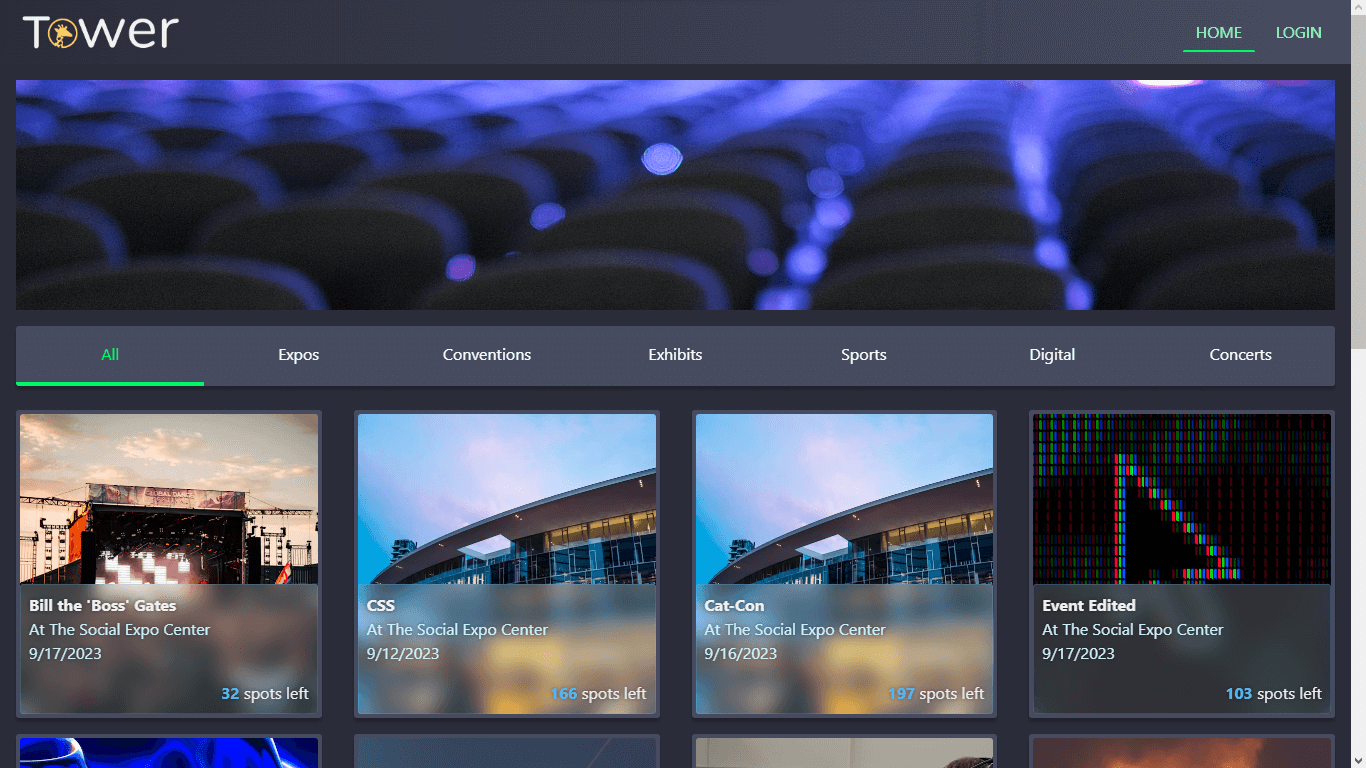 Tower
HOME
LOGIN
All
Expos
Conventions
Exhibits
Sports
Digital
Concerts
GLOBAL DANCE
Bill the 'Boss' Gates
At The Social Expo Center
9/17/2023
32 spots left
CSS
At The Social Expo Center
9/12/2023
166 spots left
Cat-Con
At The Social Expo Center
9/16/2023
197 spots left
Event Edited
At The Social Expo Center
9/17/2023
103 spots left